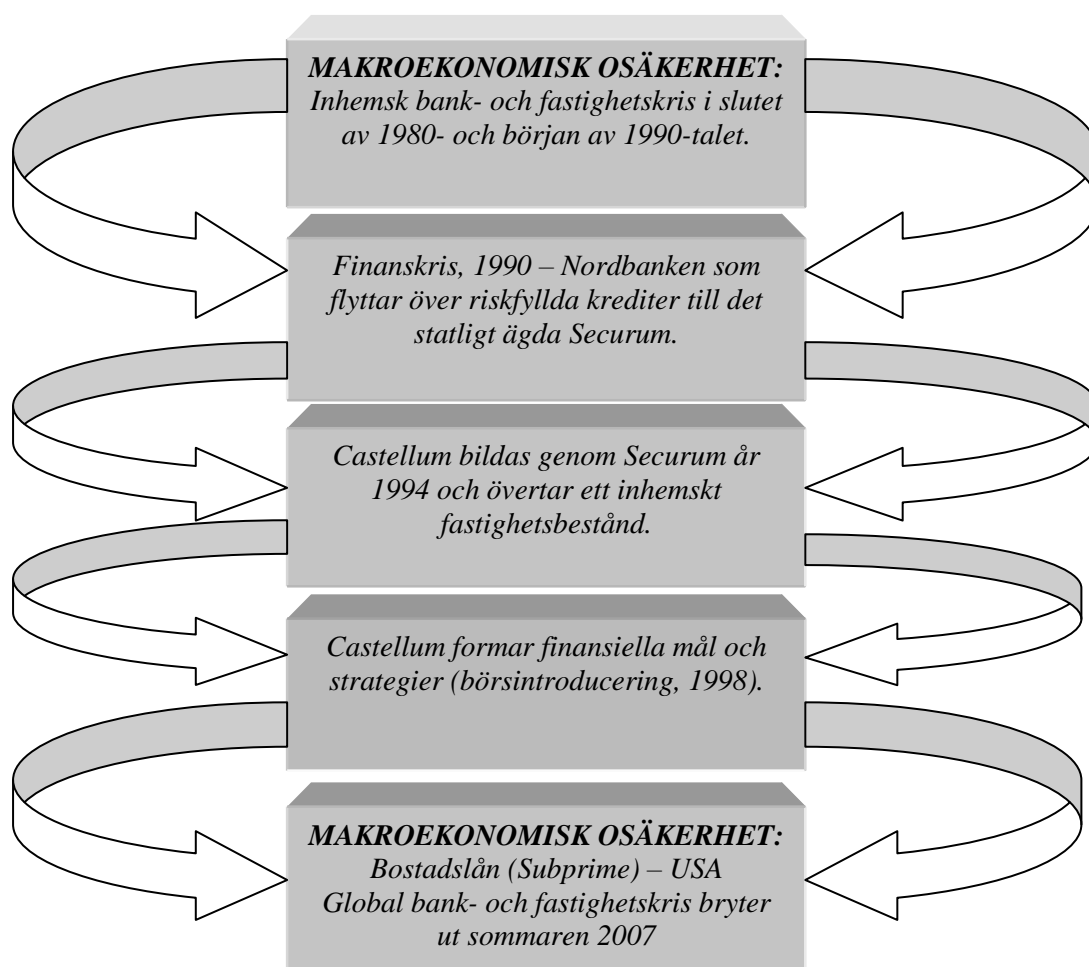 MAKROEKONOMISK OSÄKERHET:
Inhemsk bank- och fastighetskris i slutet
av 1980- och början av 1990-talet.
Finanskris, 1990 – Nordbanken som
flyttar över riskfyllda krediter till det
statligt ägda Securum.
Castellum bildas genom Securum år
1994 och övertar ett inhemskt
fastighetsbestånd.
Castellum formar finansiella mål och
strategier (börsintroducering, 1998).
MAKROEKONOMISK OSÄKERHET:
Bostadslån (Subprime) – USA
Global bank- och fastighetskris bryter
ut sommaren 2007